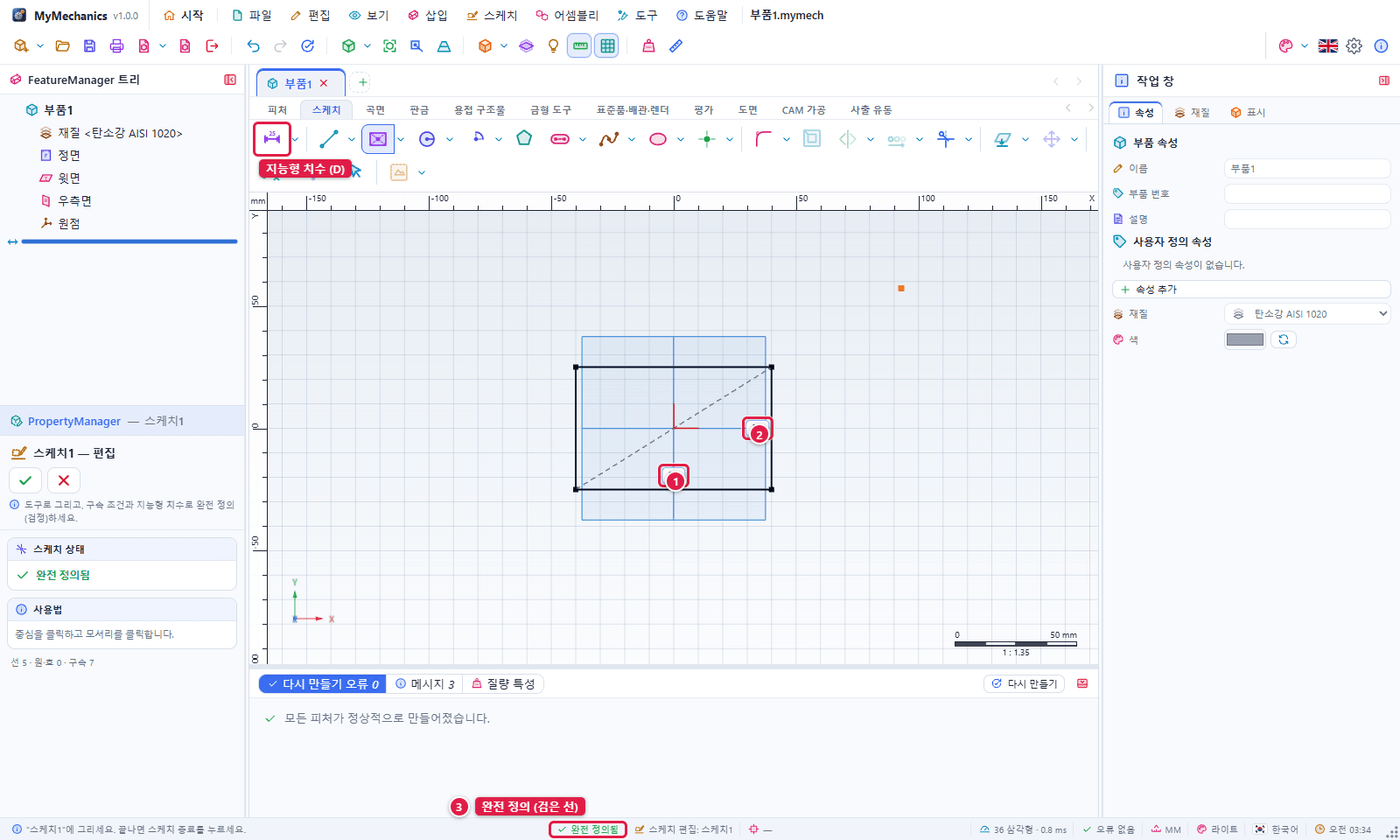 MyMechanics v1.0.0 시작 파일 편집 보기 삽입 스케치 어셈블리 도구 도움말 부품1.mymech
FeatureManager 트리
부품1
재질 <탄소강 AISI 1020>
정면
윗면
우측면
원점
부품1
피처 스케치 곡면 판금 용접 구조물 금형 도구 표준품·배관·렌더 평가 도면 CAM 가공 사출 유동
25
지능형 치수 (D)
mm -150 -100 -50 0 50 100 150 X
Y
50
0
-50
1
2
Y
X
0 50 mm
1 : 1.35
PropertyManager — 스케치1
스케치1 — 편집
도구로 그리고, 구속 조건과 지능형 치수로 완전 정의
(검정)하세요.
스케치 상태
완전 정의됨
사용법
중심을 클릭하고 모서리를 클릭합니다.
선 5 · 원·호 0 · 구속 7
다시 만들기 오류 0 메시지 3 질량 특성 다시 만들기
모든 피처가 정상적으로 만들어졌습니다.
작업 창
속성 재질 표시
부품 속성
이름 부품1
부품 번호
설명
사용자 정의 속성
사용자 정의 속성이 없습니다.
속성 추가
재질 탄소강 AISI 1020
색
3 완전 정의 (검은 선)
"스케치1"에 그리세요. 끝나면 스케치 종료를 누르세요. 완전 정의됨 스케치 편집: 스케치1 — 36 삼각형 · 0.8 ms 오류 없음 MM 라이트 한국어 오전 03:34